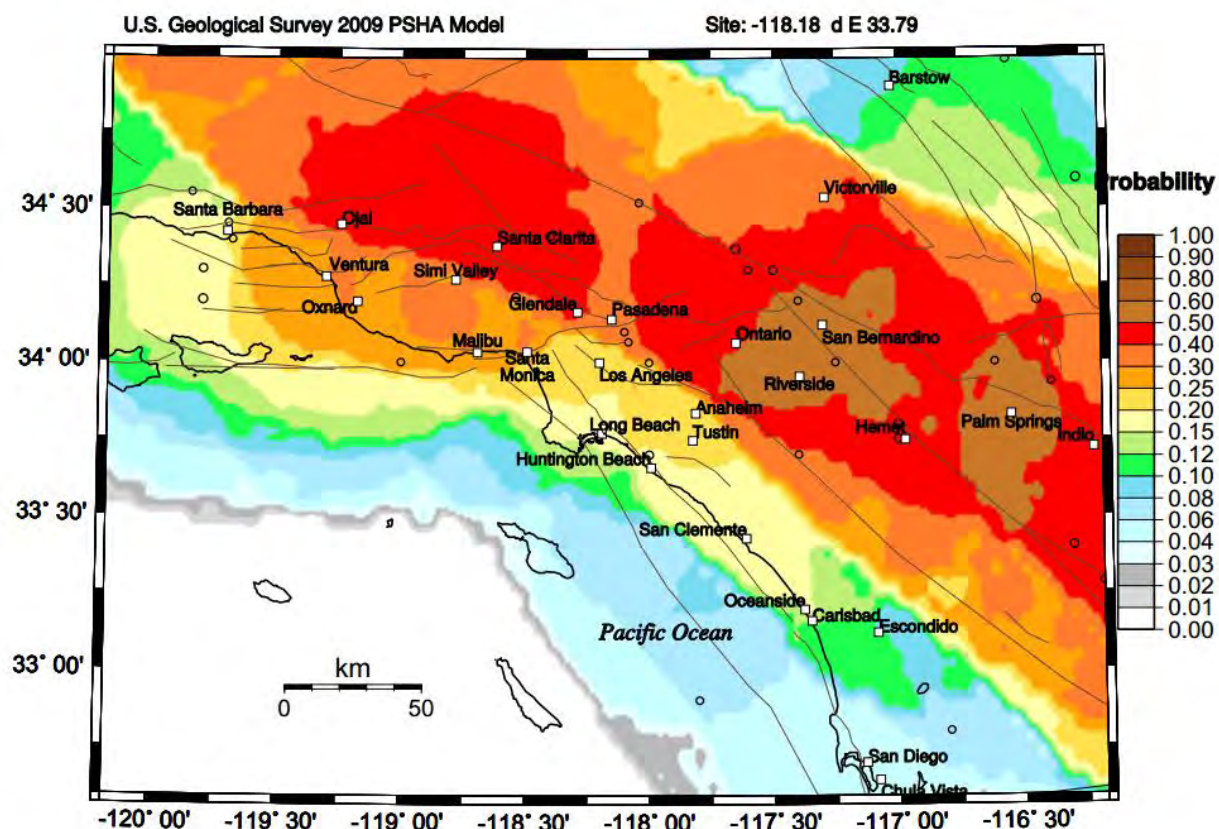 U.S. Geological Survey 2009 PSHA Model
Site: -118.18 d E 33.79
Barstow
Probability
34° 30'
Victorville
Santa Barbara
Ojai
Santa Clarita
1.00
0.90
0.80
0.60
0.50
0.40
0.30
0.25
0.20
0.15
0.12
0.10
0.08
0.06
0.04
0.03
0.02
0.01
0.00
Ventura
Simi Valley
Oxnard
Glendale
Pasadena
Ontario
San Bernardino
34° 00'
Malibu
Santa
Monica
Los Angeles
Riverside
Anaheim
Palm Springs
Long Beach
Tustin
Hemet
Indio
Huntington Beach
33° 30'
San Clemente
Oceanside
Carlsbad
Escondido
Pacific Ocean
33° 00'
km
0
50
San Diego
Chula Vista
-120° 00'
-119° 30'
-119° 00'
-118° 30'
-118° 00'
-117° 30'
-117° 00'
-116° 30'